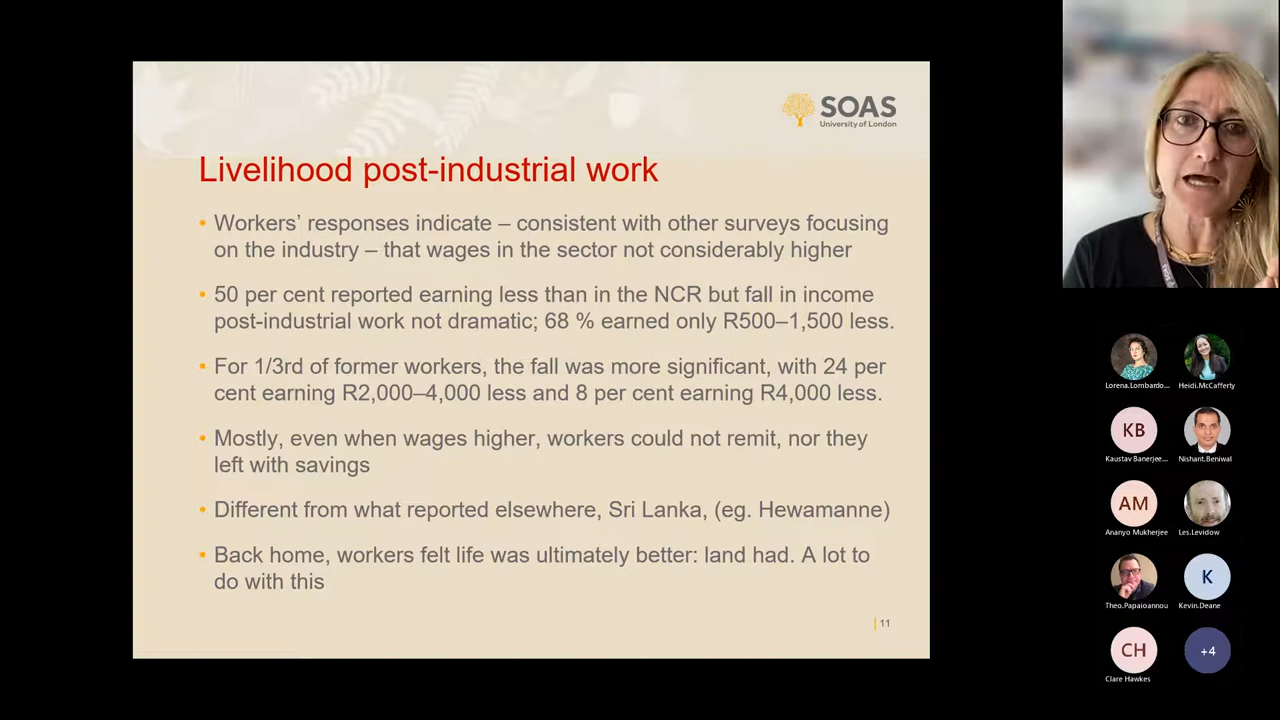 SOAS
University of London
Livelihood post-industrial work
• Workers’ responses indicate – consistent with other surveys focusing
on the industry – that wages in the sector not considerably higher
• 50 per cent reported earning less than in the NCR but fall in income
post-industrial work not dramatic; 68 % earned only R500–1,500 less.
• For 1/3rd of former workers, the fall was more significant, with 24 per
cent earning R2,000–4,000 less and 8 per cent earning R4,000 less.
• Mostly, even when wages higher, workers could not remit, nor they
left with savings
• Different from what reported elsewhere, Sri Lanka, (eg. Hewamanne)
• Back home, workers felt life was ultimately better: land had. A lot to
do with this
11
Lorena.Lombardo...
Heidi.McCafferty
KB
Kaustav Banerjee...
Nishant.Beniwal
AM
Ananyo Mukherjee
Les.Levidow
Theo.Papaioannou
K
Kevin.Deane
CH
Clare Hawkes
+4